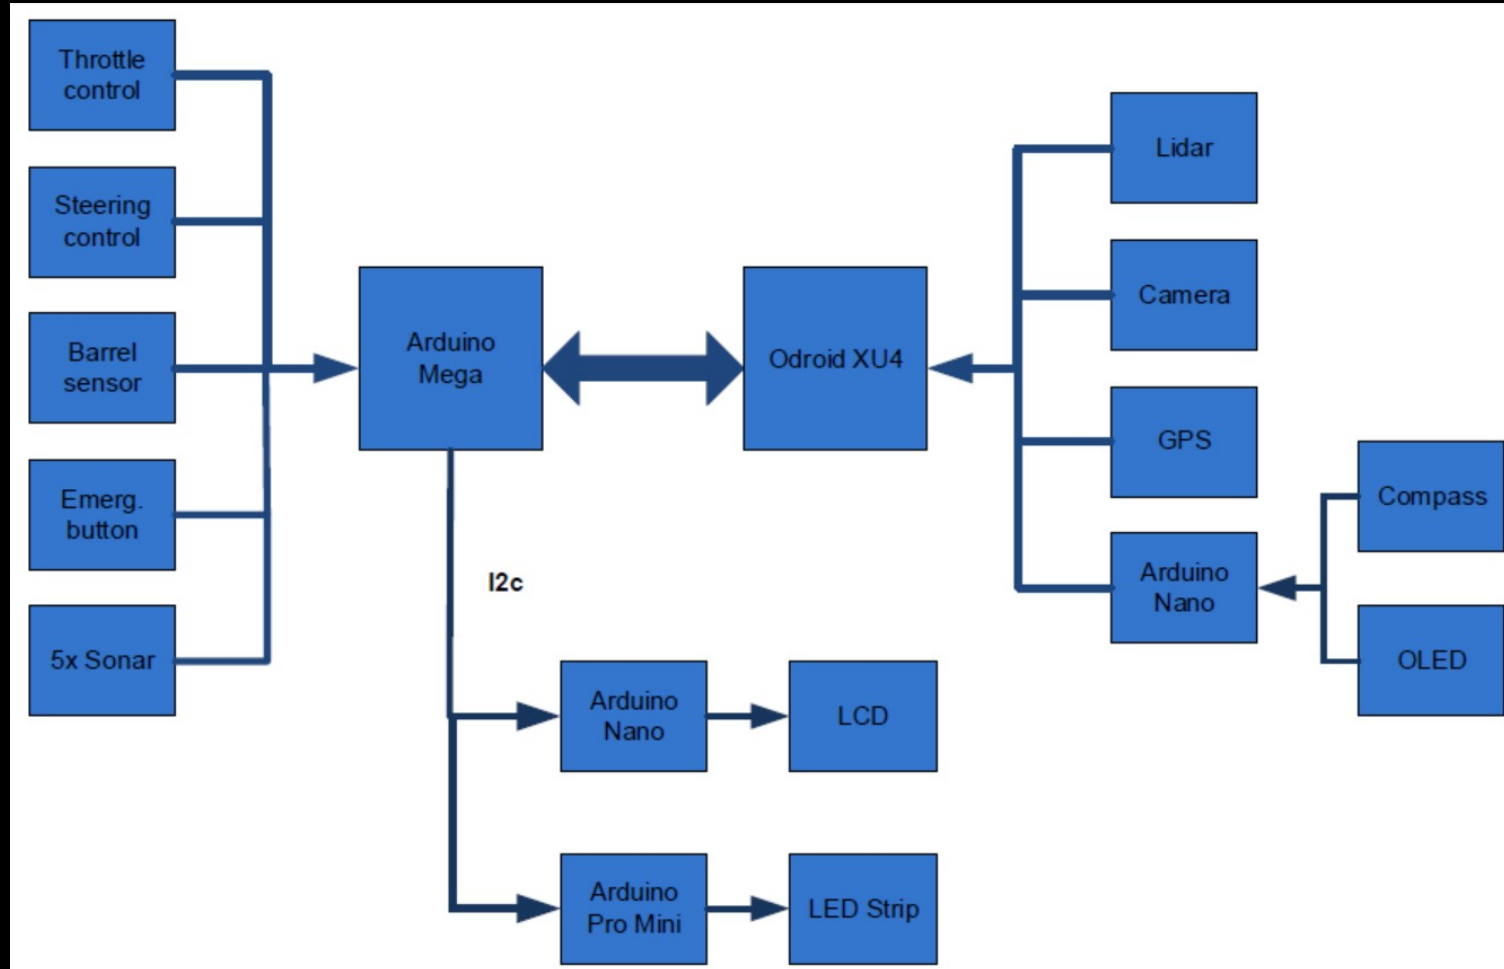 Throttle
control
Steering
control
Barrel
sensor
Emerg.
button
5x Sonar
Arduino
Mega
Odroid XU4
Lidar
Camera
GPS
Arduino
Nano
Compass
OLED
I2c
Arduino
Nano
LCD
Arduino
Pro Mini
LED Strip